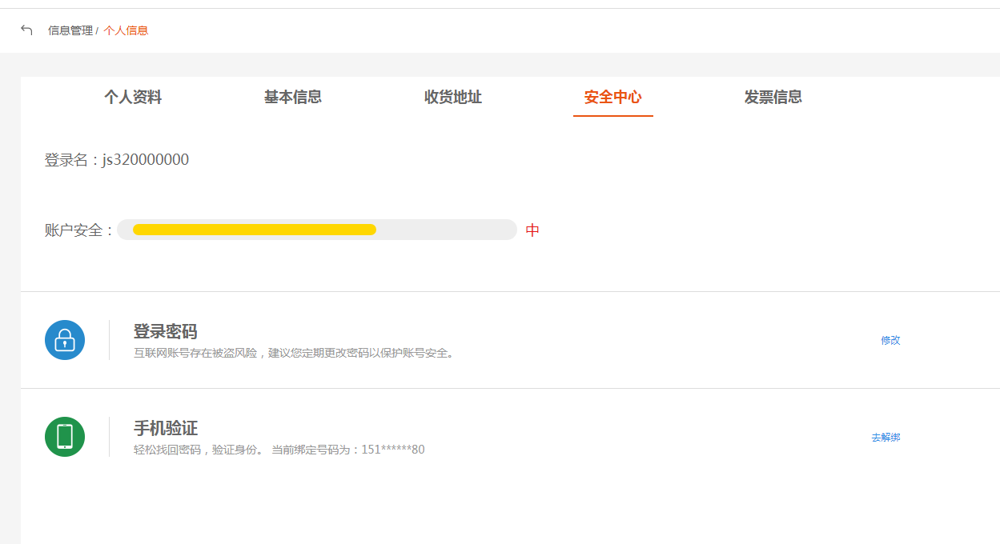 信息管理 / 个人信息
个人资料 基本信息 收货地址 安全中心 发票信息
登录名：js320000000
账户安全： 中
登录密码
互联网账号存在被盗风险，建议您定期更改密码以保护账号安全。 修改
手机验证
轻松找回密码，验证身份。 当前绑定号码为：151******80 去解绑